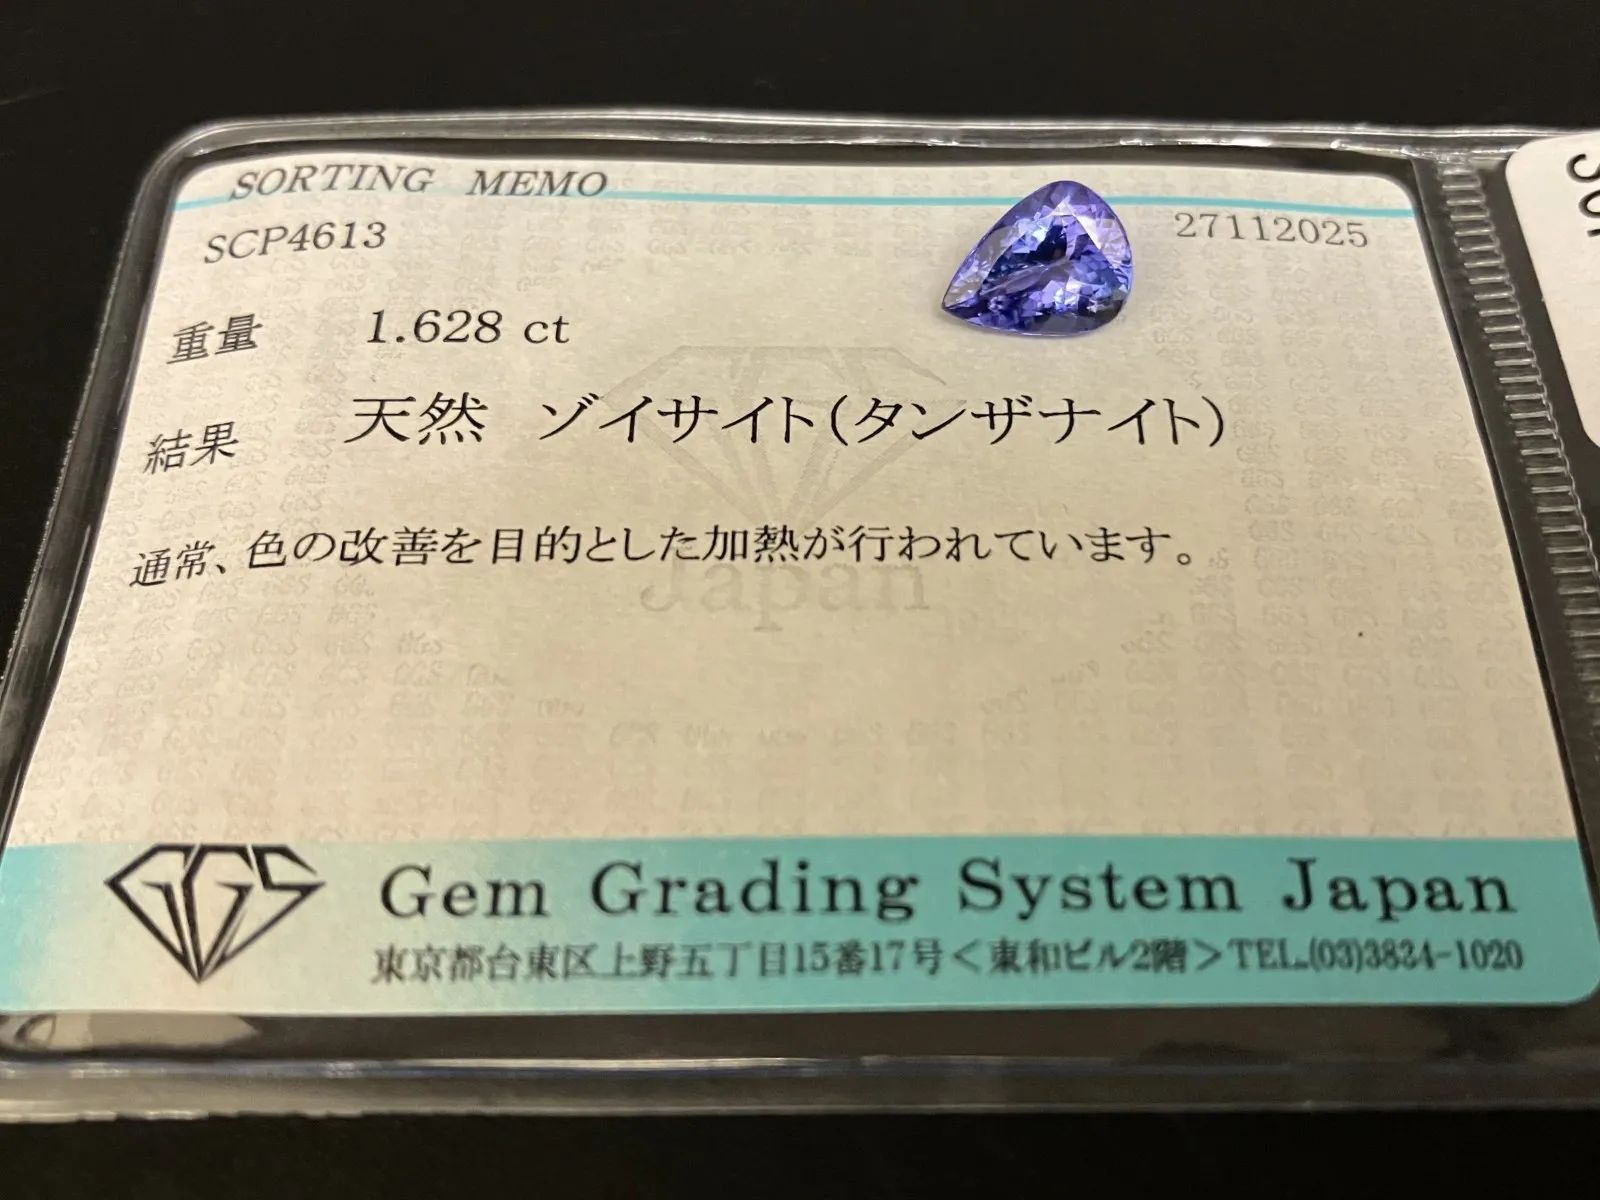 SORTING MEMO
SCP4613
27112025
重量 1.628 ct
結果 天然 ゾイサイト(タンザナイト)
通常、色の改善を目的とした加熱が行われています。
Japan
GGS
Gem Grading System Japan
東京都台東区上野五丁目15番17号<東和ビル2階>TEL.(03)3834-1020